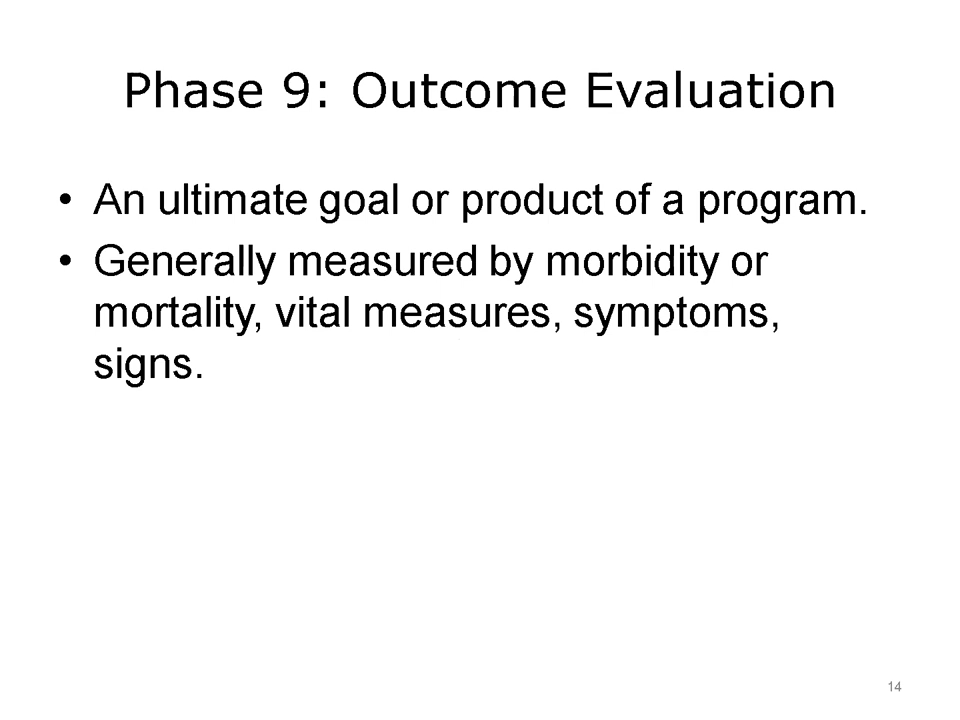 Phase 9: Outcome Evaluation
• An ultimate goal or product of a program.
• Generally measured by morbidity or
mortality, vital measures, symptoms,
signs.
14